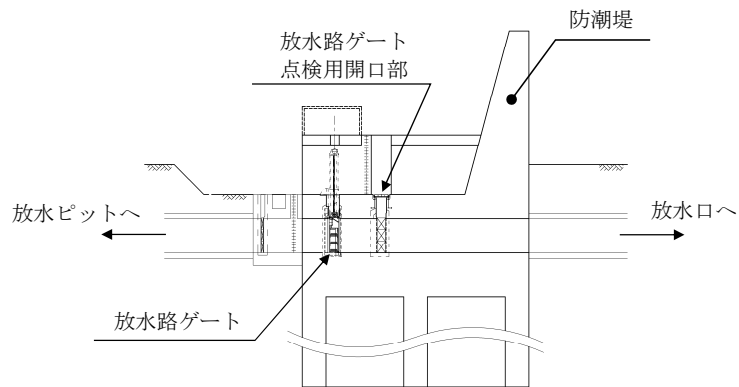 防潮堤
放水路ゲート
点検用開口部
放水ピットへ
放水口へ
放水路ゲート